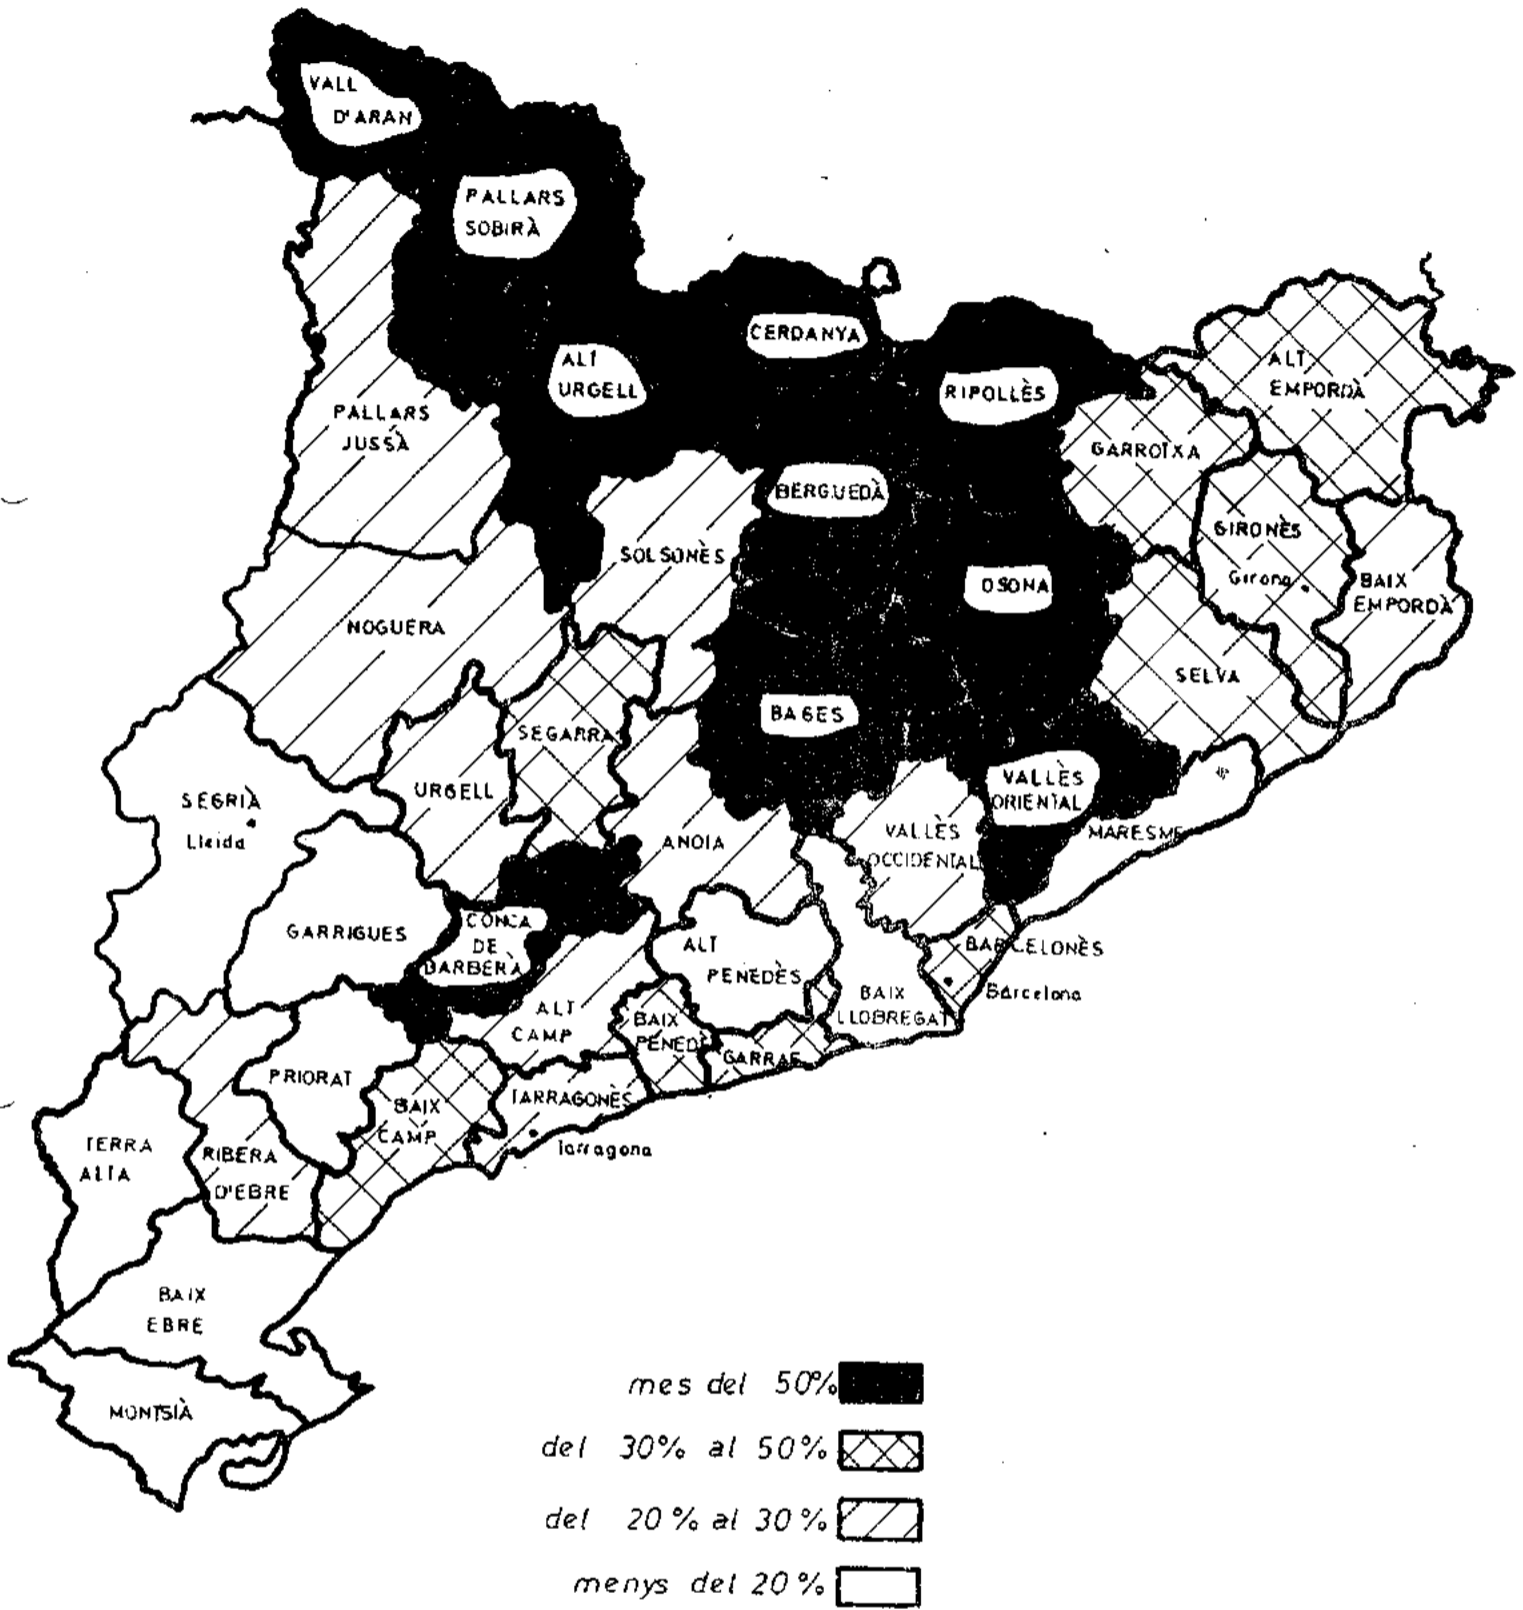 VALL
D'ARAN
PALLARS
SOBIRÀ
CERDANYA
ALT
URGELL
RIPOLLÈS
ALT
EMPORDÀ
PALLARS
JUSSÀ
GARROTXA
BERGUEDÀ
GIRONÈS
Girona
SOLSONÈS
OSONA
BAIX
EMPORDÀ
NOGUERA
SELVA
BAGES
SEGARRA
VALLÈS
ORIENTAL
URGELL
SEGRIÀ
Lleida
ANOIA
VALLÈS
OCCIDENTAL
MARESME
GARRIGUES
CONCA
DE
BARBERÀ
ALT
PENEDÈS
BARCELONÈS
Barcelona
BAIX
LLOBREGAT
ALT
CAMP
BAIX
PENEDÈ
GARRAF
PRIORAT
BAIX
CAMP
TARRAGONÈS
Tarragona
TERRA
ALTA
RIBERA
D'EBRE
BAIX
EBRE
MONTSIÀ
mes del 50%
del 30% al 50%
del 20% al 30%
menys del 20%